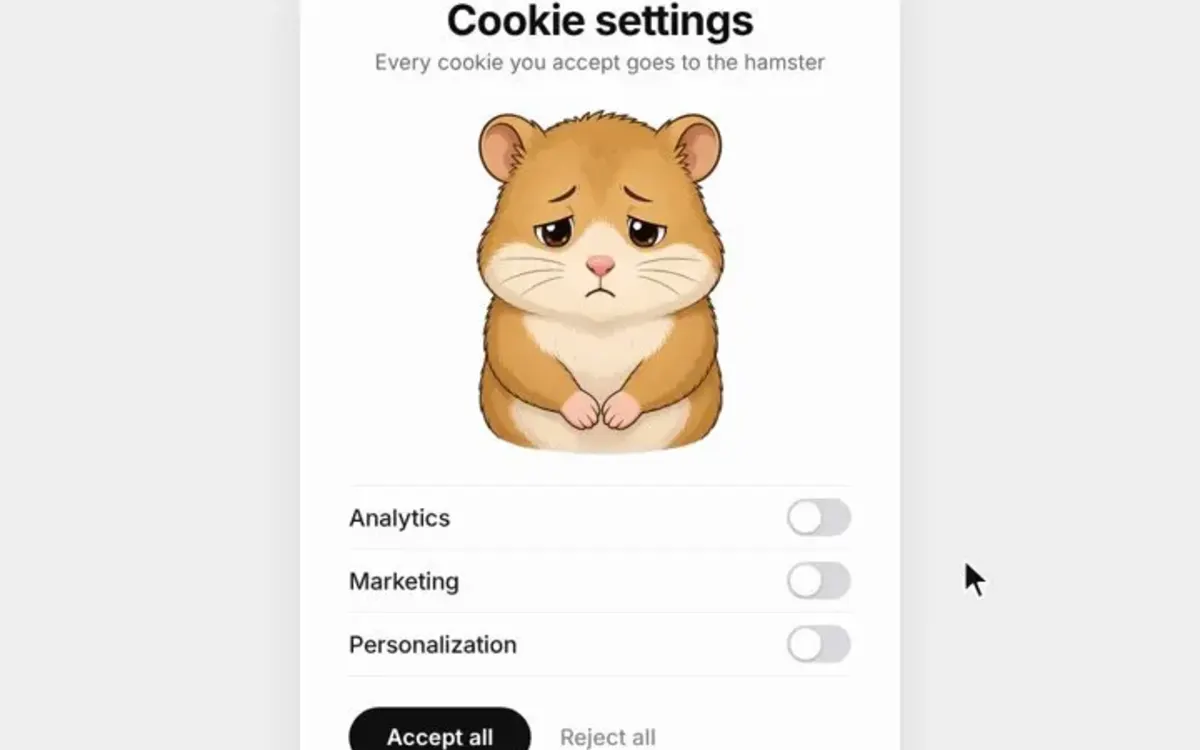 Cookie settings
Every cookie you accept goes to the hamster
Analytics
Marketing
Personalization
Accept all
Reject all